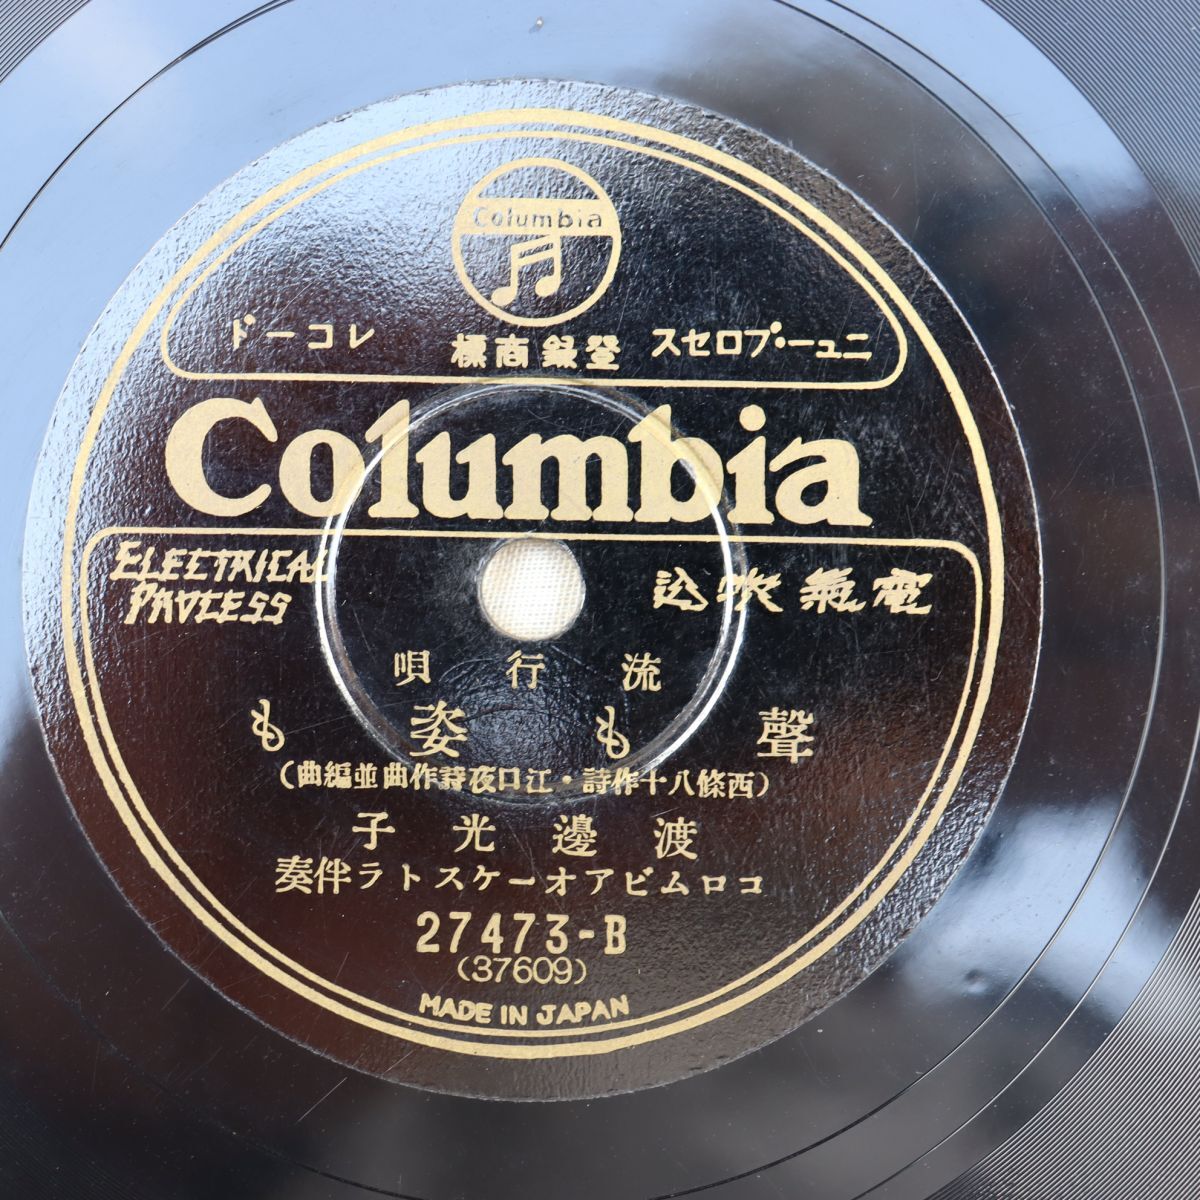 Columbia
ニュー・プロセス 登録商標 レコード
Columbia
ELECTRICAL PROCESS
電氣吹込
流行唄
聲も姿も
(西條八十作詩・江口夜詩作曲並編曲)
渡邊光子
コロムビアオーケストラ伴奏
27473-B
(37609)
MADE IN JAPAN